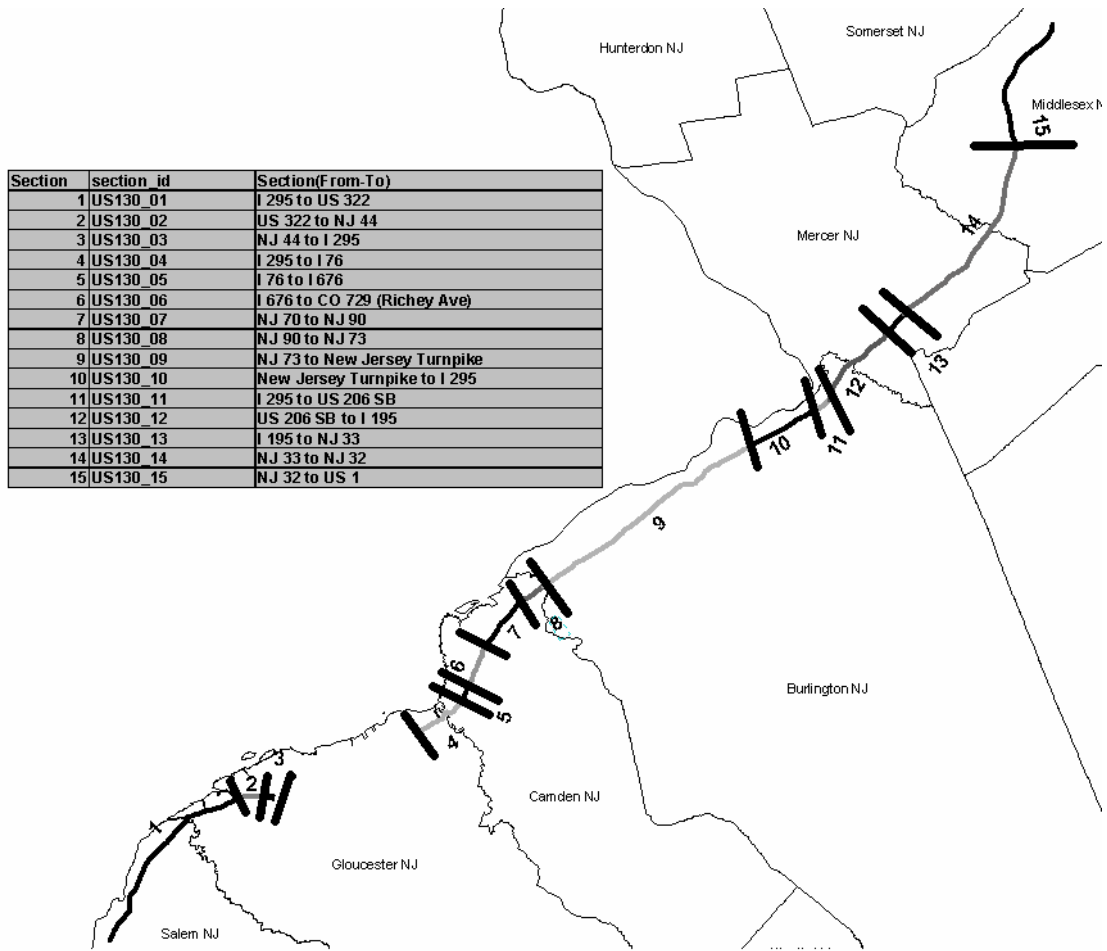 Hunterdon NJ
Somerset NJ
Middlesex N
15
Section section_id Section(From-To)
1 US130_01 I 295 to US 322
2 US130_02 US 322 to NJ 44
3 US130_03 NJ 44 to I 295
4 US130_04 I 295 to I 76
5 US130_05 I 76 to I 676
6 US130_06 I 676 to CO 729 (Richey Ave)
7 US130_07 NJ 70 to NJ 90
8 US130_08 NJ 90 to NJ 73
9 US130_09 NJ 73 to New Jersey Turnpike
10 US130_10 New Jersey Turnpike to I 295
11 US130_11 I 295 to US 206 SB
12 US130_12 US 206 SB to I 195
13 US130_13 I 195 to NJ 33
14 US130_14 NJ 33 to NJ 32
15 US130_15 NJ 32 to US 1
Mercer NJ
14
13
12
11
10
9
8
7
6
5
4
3
2
1
Burlington NJ
Camden NJ
Gloucester NJ
Salem NJ